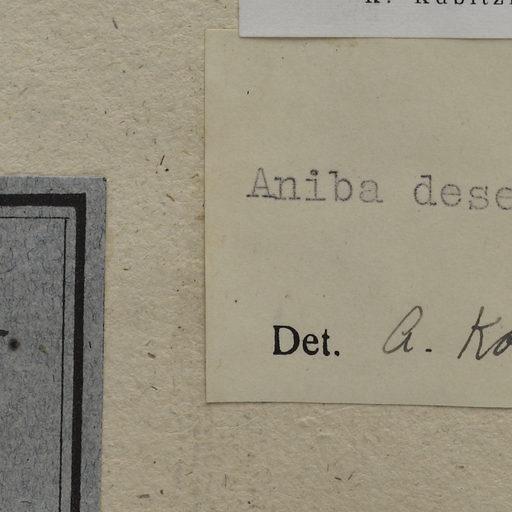 Aniba dese
Det. A. Ko